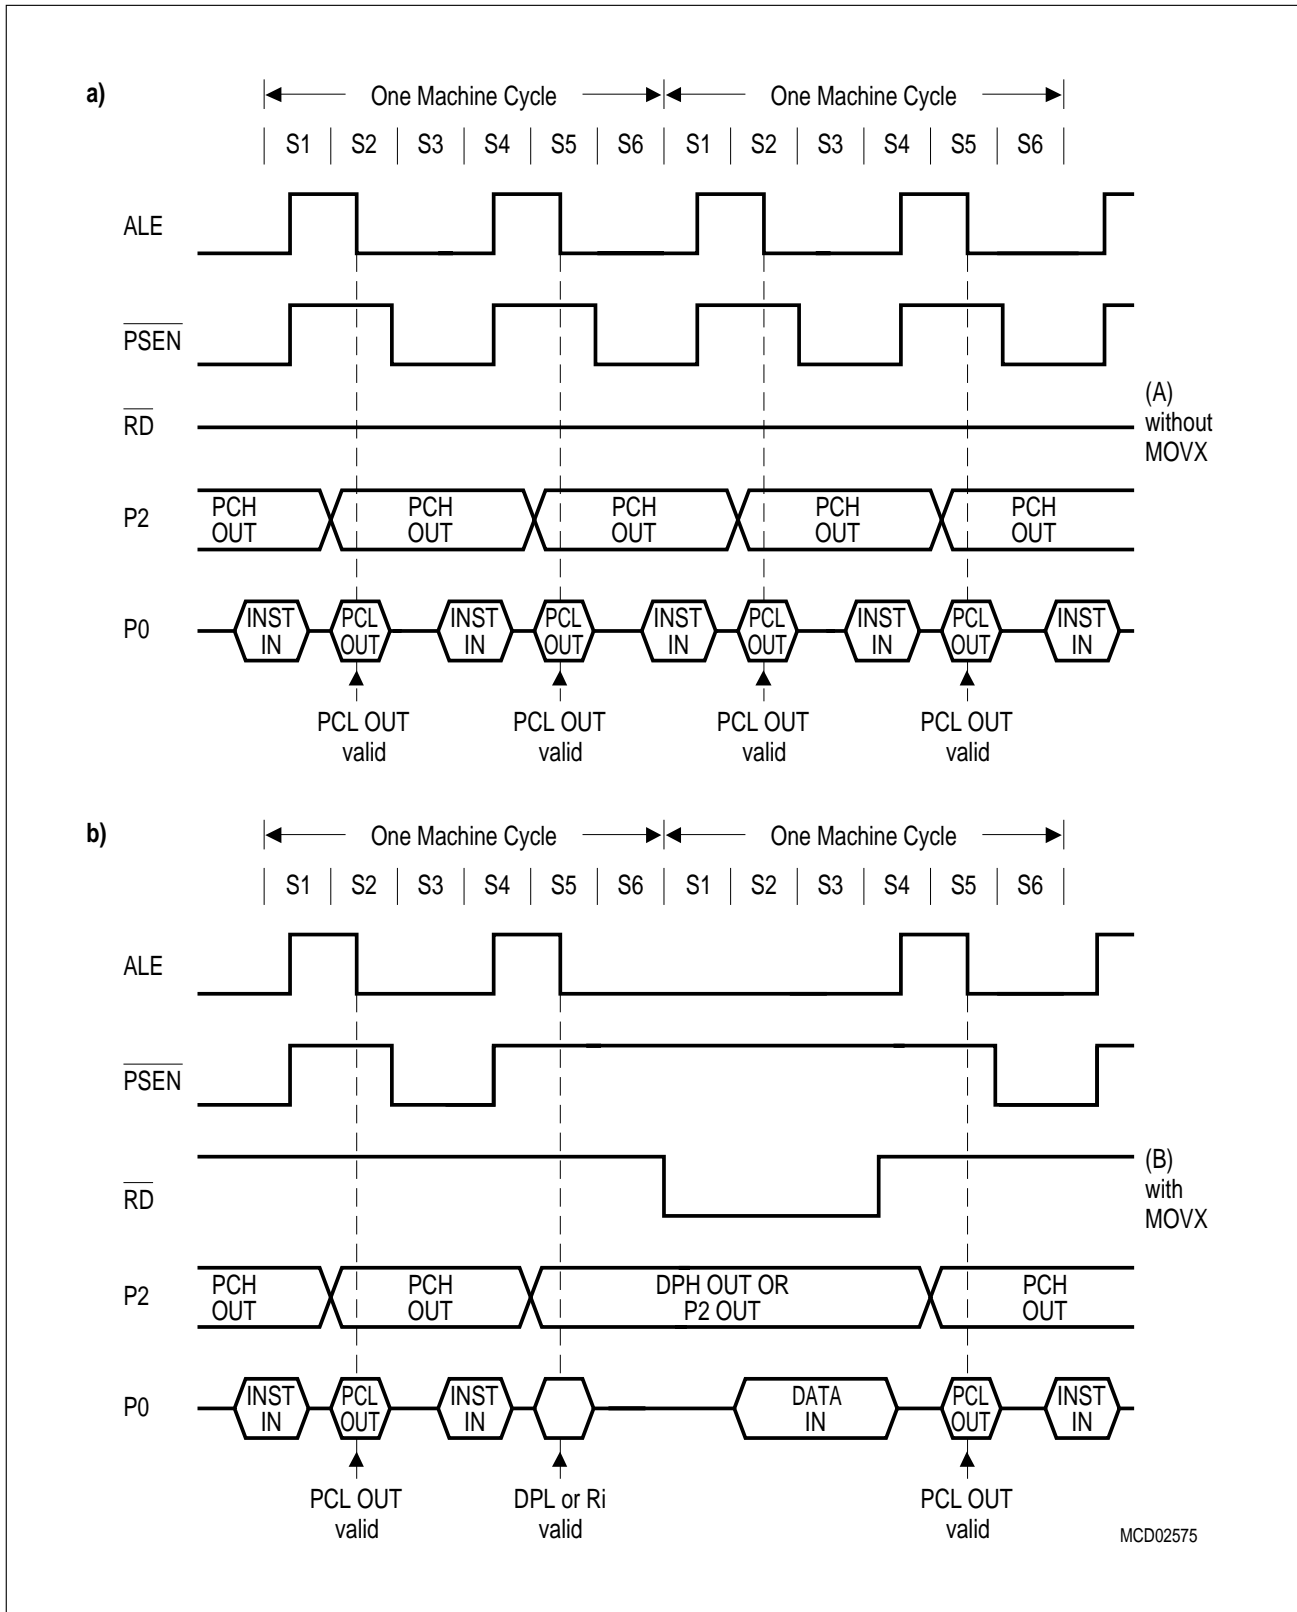 a)
One Machine Cycle One Machine Cycle
S1 S2 S3 S4 S5 S6 S1 S2 S3 S4 S5 S6
ALE
PSEN
RD
(A)
without
MOVX
P2
PCH PCH PCH PCH PCH
OUT OUT OUT OUT OUT
P0
INST PCL INST PCL INST PCL INST PCL INST
IN OUT IN OUT IN OUT IN OUT IN
PCL OUT PCL OUT PCL OUT PCL OUT
valid valid valid valid
b)
One Machine Cycle One Machine Cycle
S1 S2 S3 S4 S5 S6 S1 S2 S3 S4 S5 S6
ALE
PSEN
RD
(B)
with
MOVX
P2
PCH PCH DPH OUT OR PCH
OUT OUT P2 OUT OUT
P0
INST PCL INST DATA PCL INST
IN OUT IN IN OUT IN
PCL OUT DPL or Ri PCL OUT
valid valid valid
MCD02575